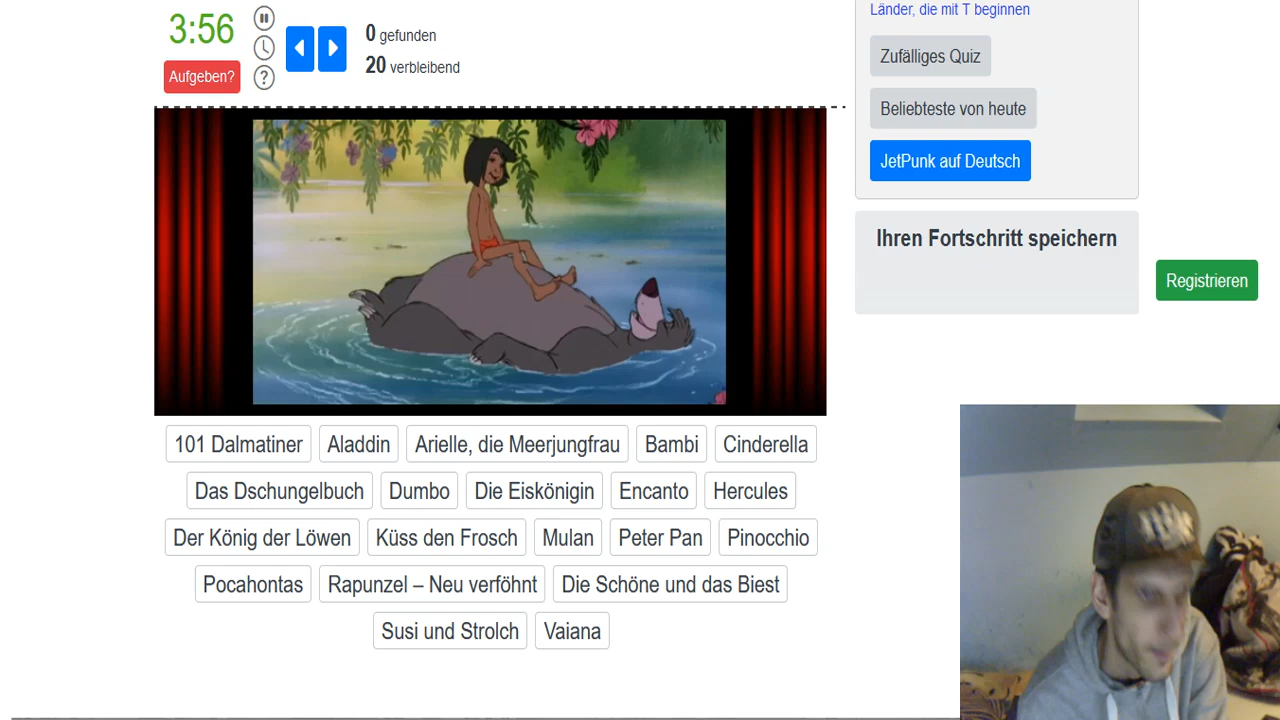 3:56
Aufgeben?
0 gefunden
20 verbleibend
Länder, die mit T beginnen
Zufälliges Quiz
Beliebteste von heute
JetPunk auf Deutsch
Ihren Fortschritt speichern
Registrieren
101 Dalmatiner Aladdin Arielle, die Meerjungfrau Bambi Cinderella
Das Dschungelbuch Dumbo Die Eiskönigin Encanto Hercules
Der König der Löwen Küss den Frosch Mulan Peter Pan Pinocchio
Pocahontas Rapunzel – Neu verföhnt Die Schöne und das Biest
Susi und Strolch Vaiana